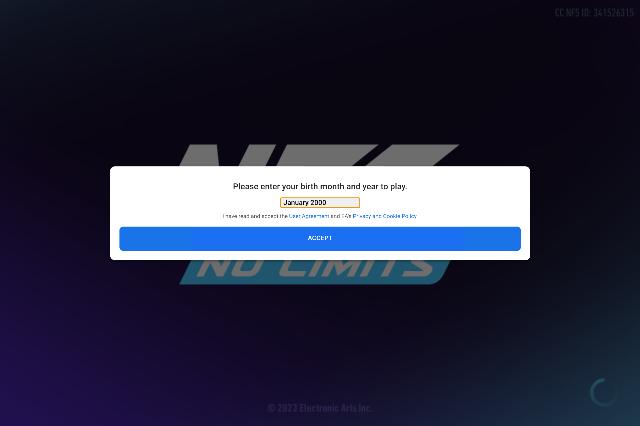 CC NFS ID: 341526315
Please enter your birth month and year to play.
January 2000
I have read and accept the User Agreement and EA's Privacy and Cookie Policy
ACCEPT
NO LIMITS
© 2023 Electronic Arts Inc.